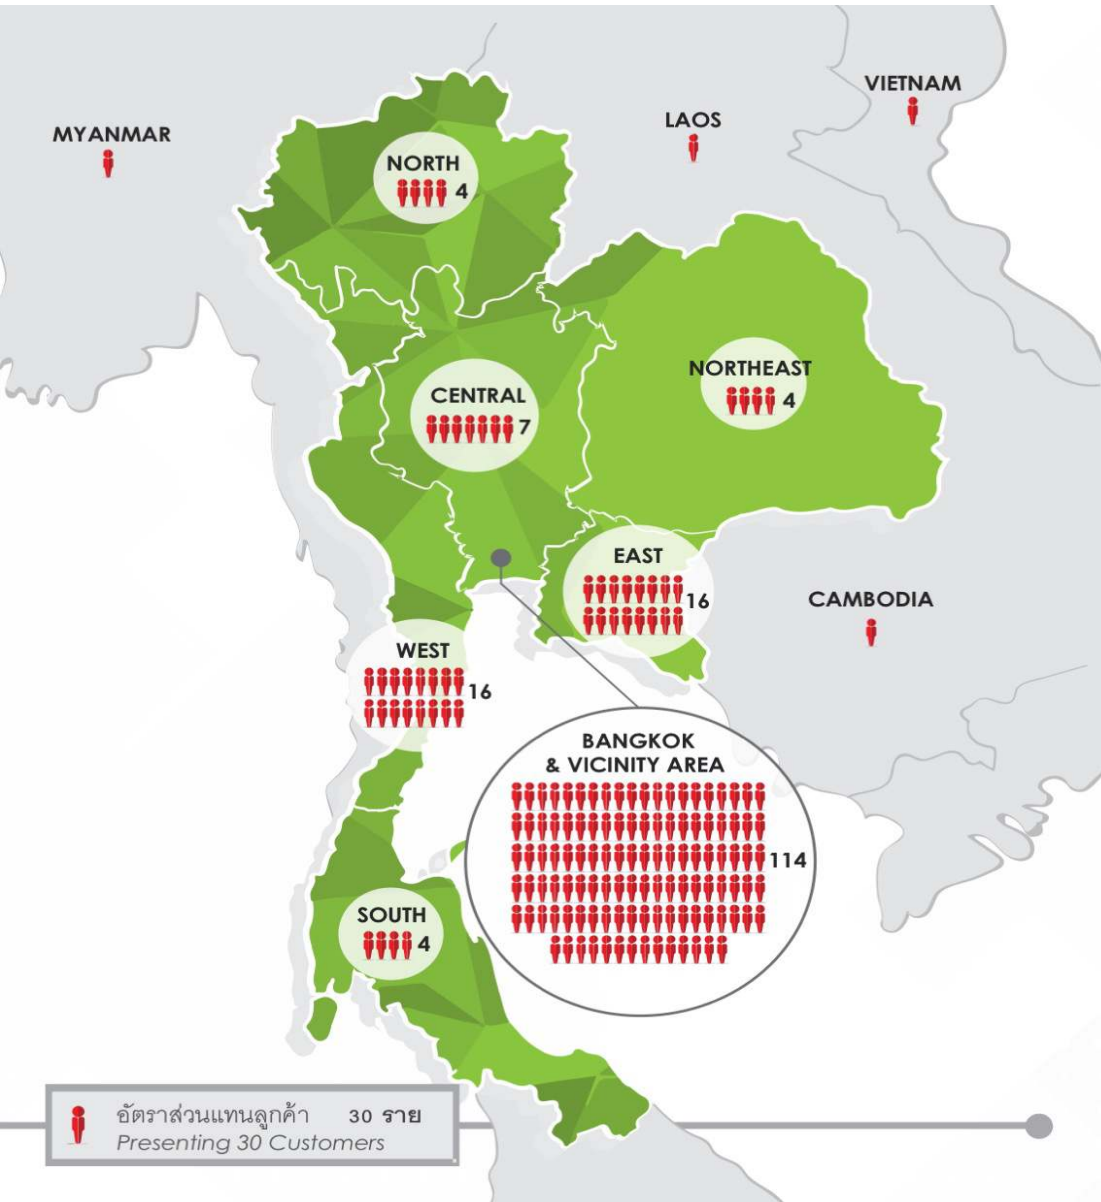 VIETNAM
LAOS
MYANMAR
NORTH
4
NORTHEAST
4
CENTRAL
7
EAST
16
CAMBODIA
WEST
16
BANGKOK
& VICINITY AREA
114
SOUTH
4
อัตราส่วนแทนลูกค้า 30 ราย
Presenting 30 Customers